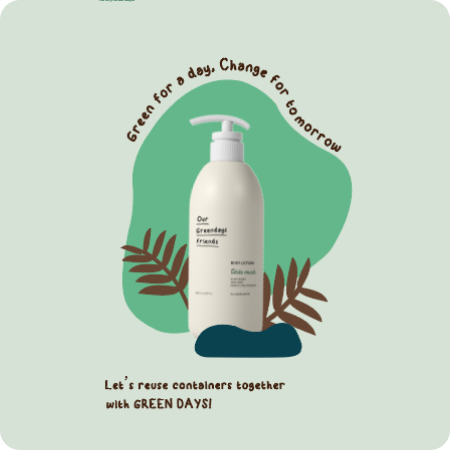 Green for a day, Change for tomorrow
Our
Greendays
Friends
BODY LOTION
Let's reuse containers together
with GREEN DAYS!